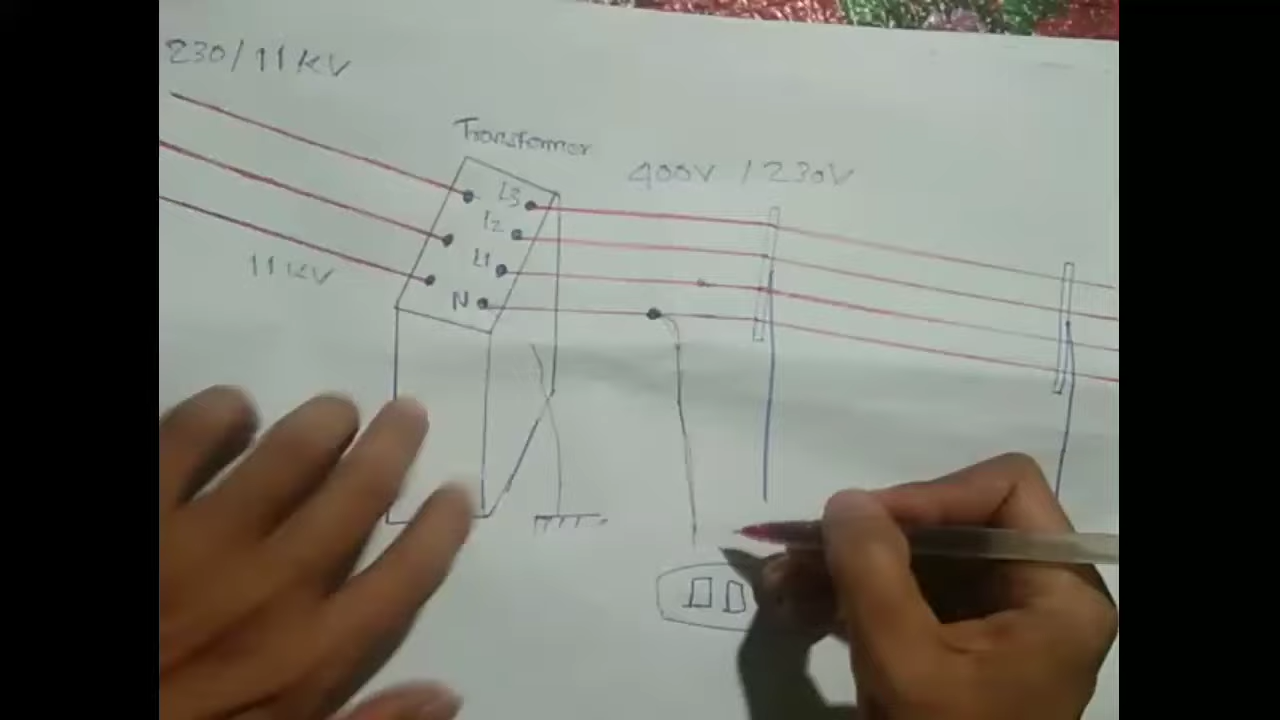 230/11KV
Transformer
400V / 230V
L3
L2
L1
11KV
N